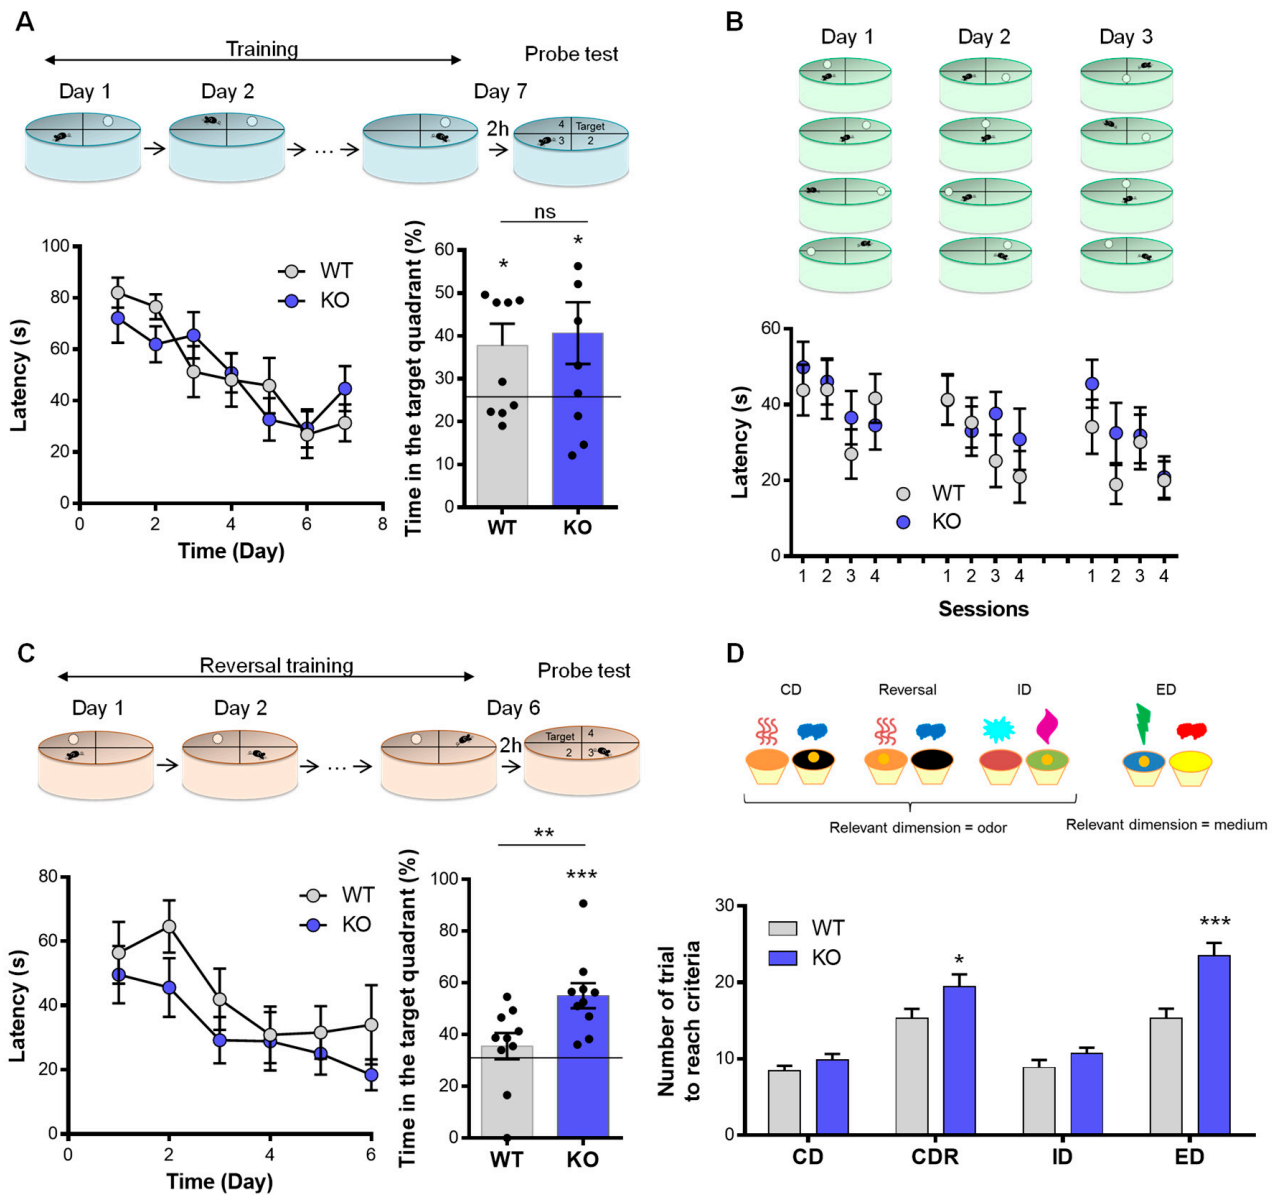 A
Training
Probe test
Day 1
Day 2
Day 7
...
2h
4
Target
3
2
100
80
60
40
20
0
Latency (s)
WT
KO
0
2
4
6
8
Time (Day)
Time in the target quadrant (%)
60
50
40
30
20
10
0
ns
*
*
WT
KO
B
Day 1
Day 2
Day 3
60
40
20
0
Latency (s)
WT
KO
1 2 3 4
1 2 3 4
1 2 3 4
Sessions
C
Reversal training
Probe test
Day 1
Day 2
Day 6
...
2h
Target
4
2
3
80
60
40
20
0
Latency (s)
WT
KO
0
2
4
6
Time (Day)
Time in the target quadrant (%)
100
80
60
40
20
0
**
***
WT
KO
D
CD
Reversal
ID
ED
Relevant dimension = odor
Relevant dimension = medium
30
20
10
0
Number of trial
to reach criteria
WT
KO
*
***
CD
CDR
ID
ED